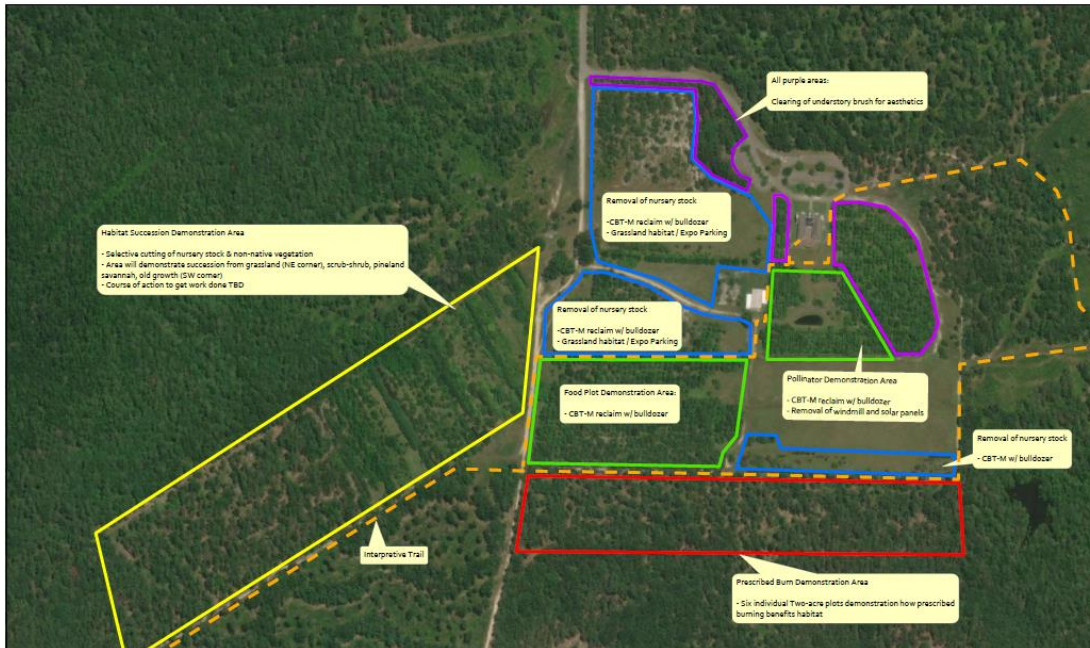 All purple areas:
Clearing of understory brush for aesthetics
Removal of nursery stock
-CBT-M reclaim w/ bulldozer
- Grassland habitat / Expo Parking
Habitat Succession Demonstration Area
- Selective cutting of nursery stock & non-native vegetation
- Area will demonstrate succession from grassland (NE corner), scrub-shrub, pineland
savannah, old growth (SW corner)
- Course of action to get work done TBD
Removal of nursery stock
-CBT-M reclaim w/ bulldozer
- Grassland habitat / Expo Parking
Food Plot Demonstration Area:
- CBT-M reclaim w/ bulldozer
Pollinator Demonstration Area
- CBT-M reclaim w/ bulldozer
- Removal of windmill and solar panels
Removal of nursery stock
- CBT-M w/ bulldozer
Interpretive Trail
Prescribed Burn Demonstration Area
- Six individual Two-acre plots demonstration how prescribed
burning benefits habitat